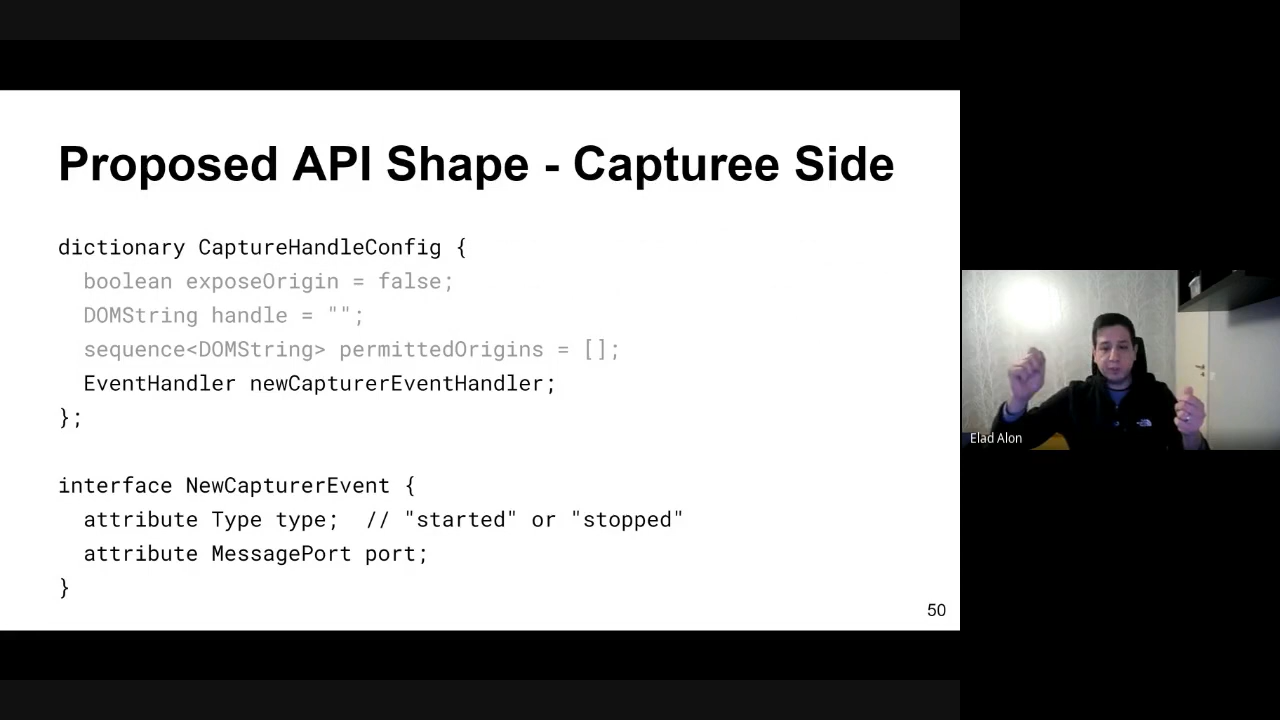 Proposed API Shape - Capturee Side
dictionary CaptureHandleConfig {
boolean exposeOrigin = false;
DOMString handle = "";
sequence<DOMString> permittedOrigins = [];
EventHandler newCapturerEventHandler;
};
interface NewCapturerEvent {
attribute Type type; // "started" or "stopped"
attribute MessagePort port;
}
50
Elad Alon